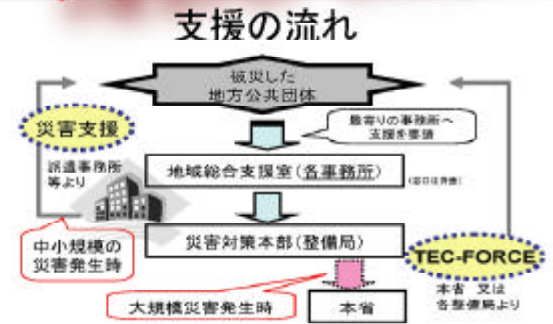 支援の流れ
被災した
地方公共団体
災害支援
最寄りの事務所へ
支援を要請
派遣事務所
等より
地域総合支援室(各事務所)
中小規模の
災害発生時
災害対策本部(整備局)
TEC-FORCE
本省 又は
各整備局より
大規模災害発生時
本省